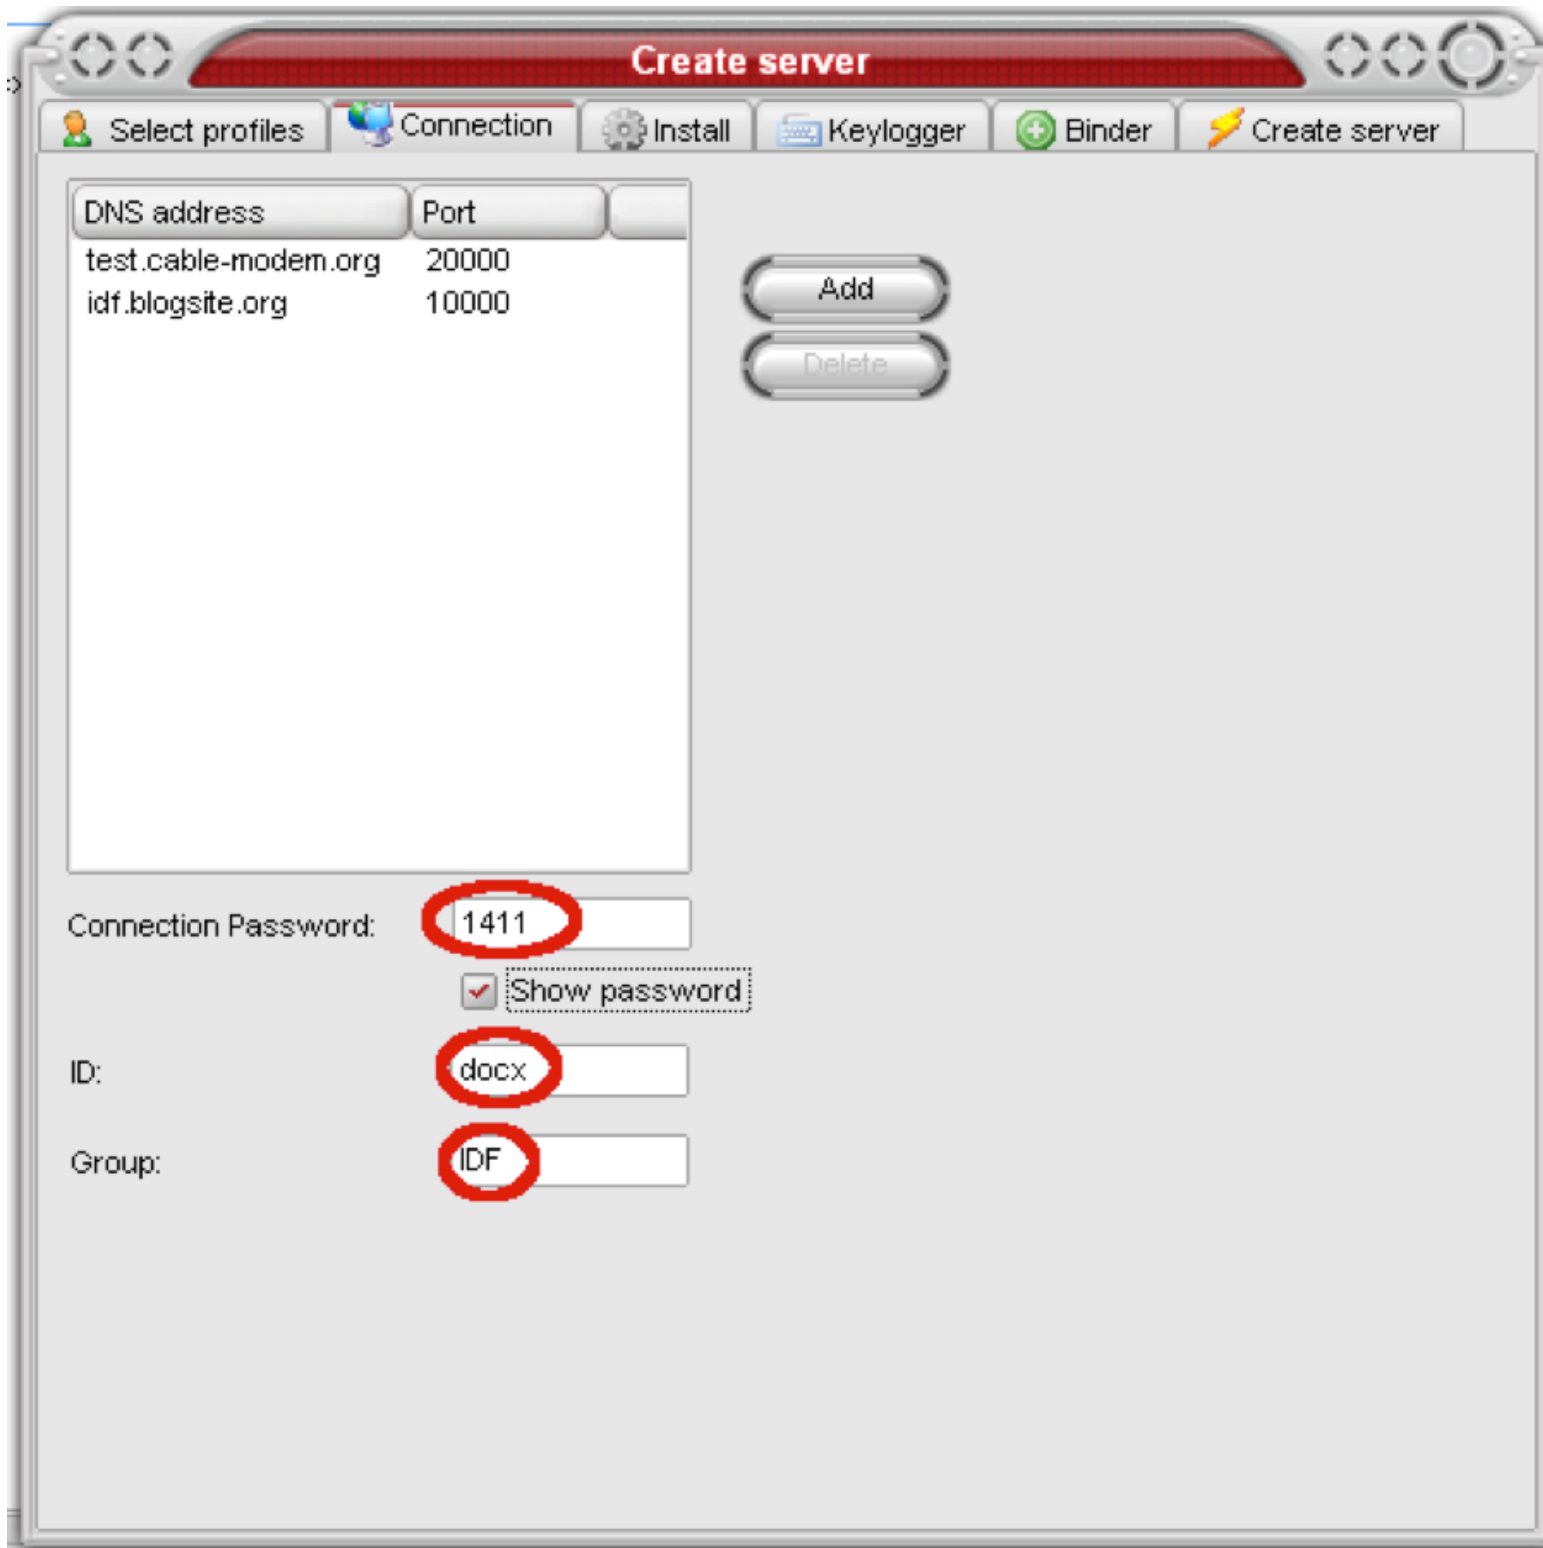 Create server
Select profiles Connection Install Keylogger Binder Create server
DNS address Port
test.cable-modem.org 20000
idf.blogsite.org 10000
Add
Delete
Connection Password: 1411
Show password
ID: docx
Group: IDF